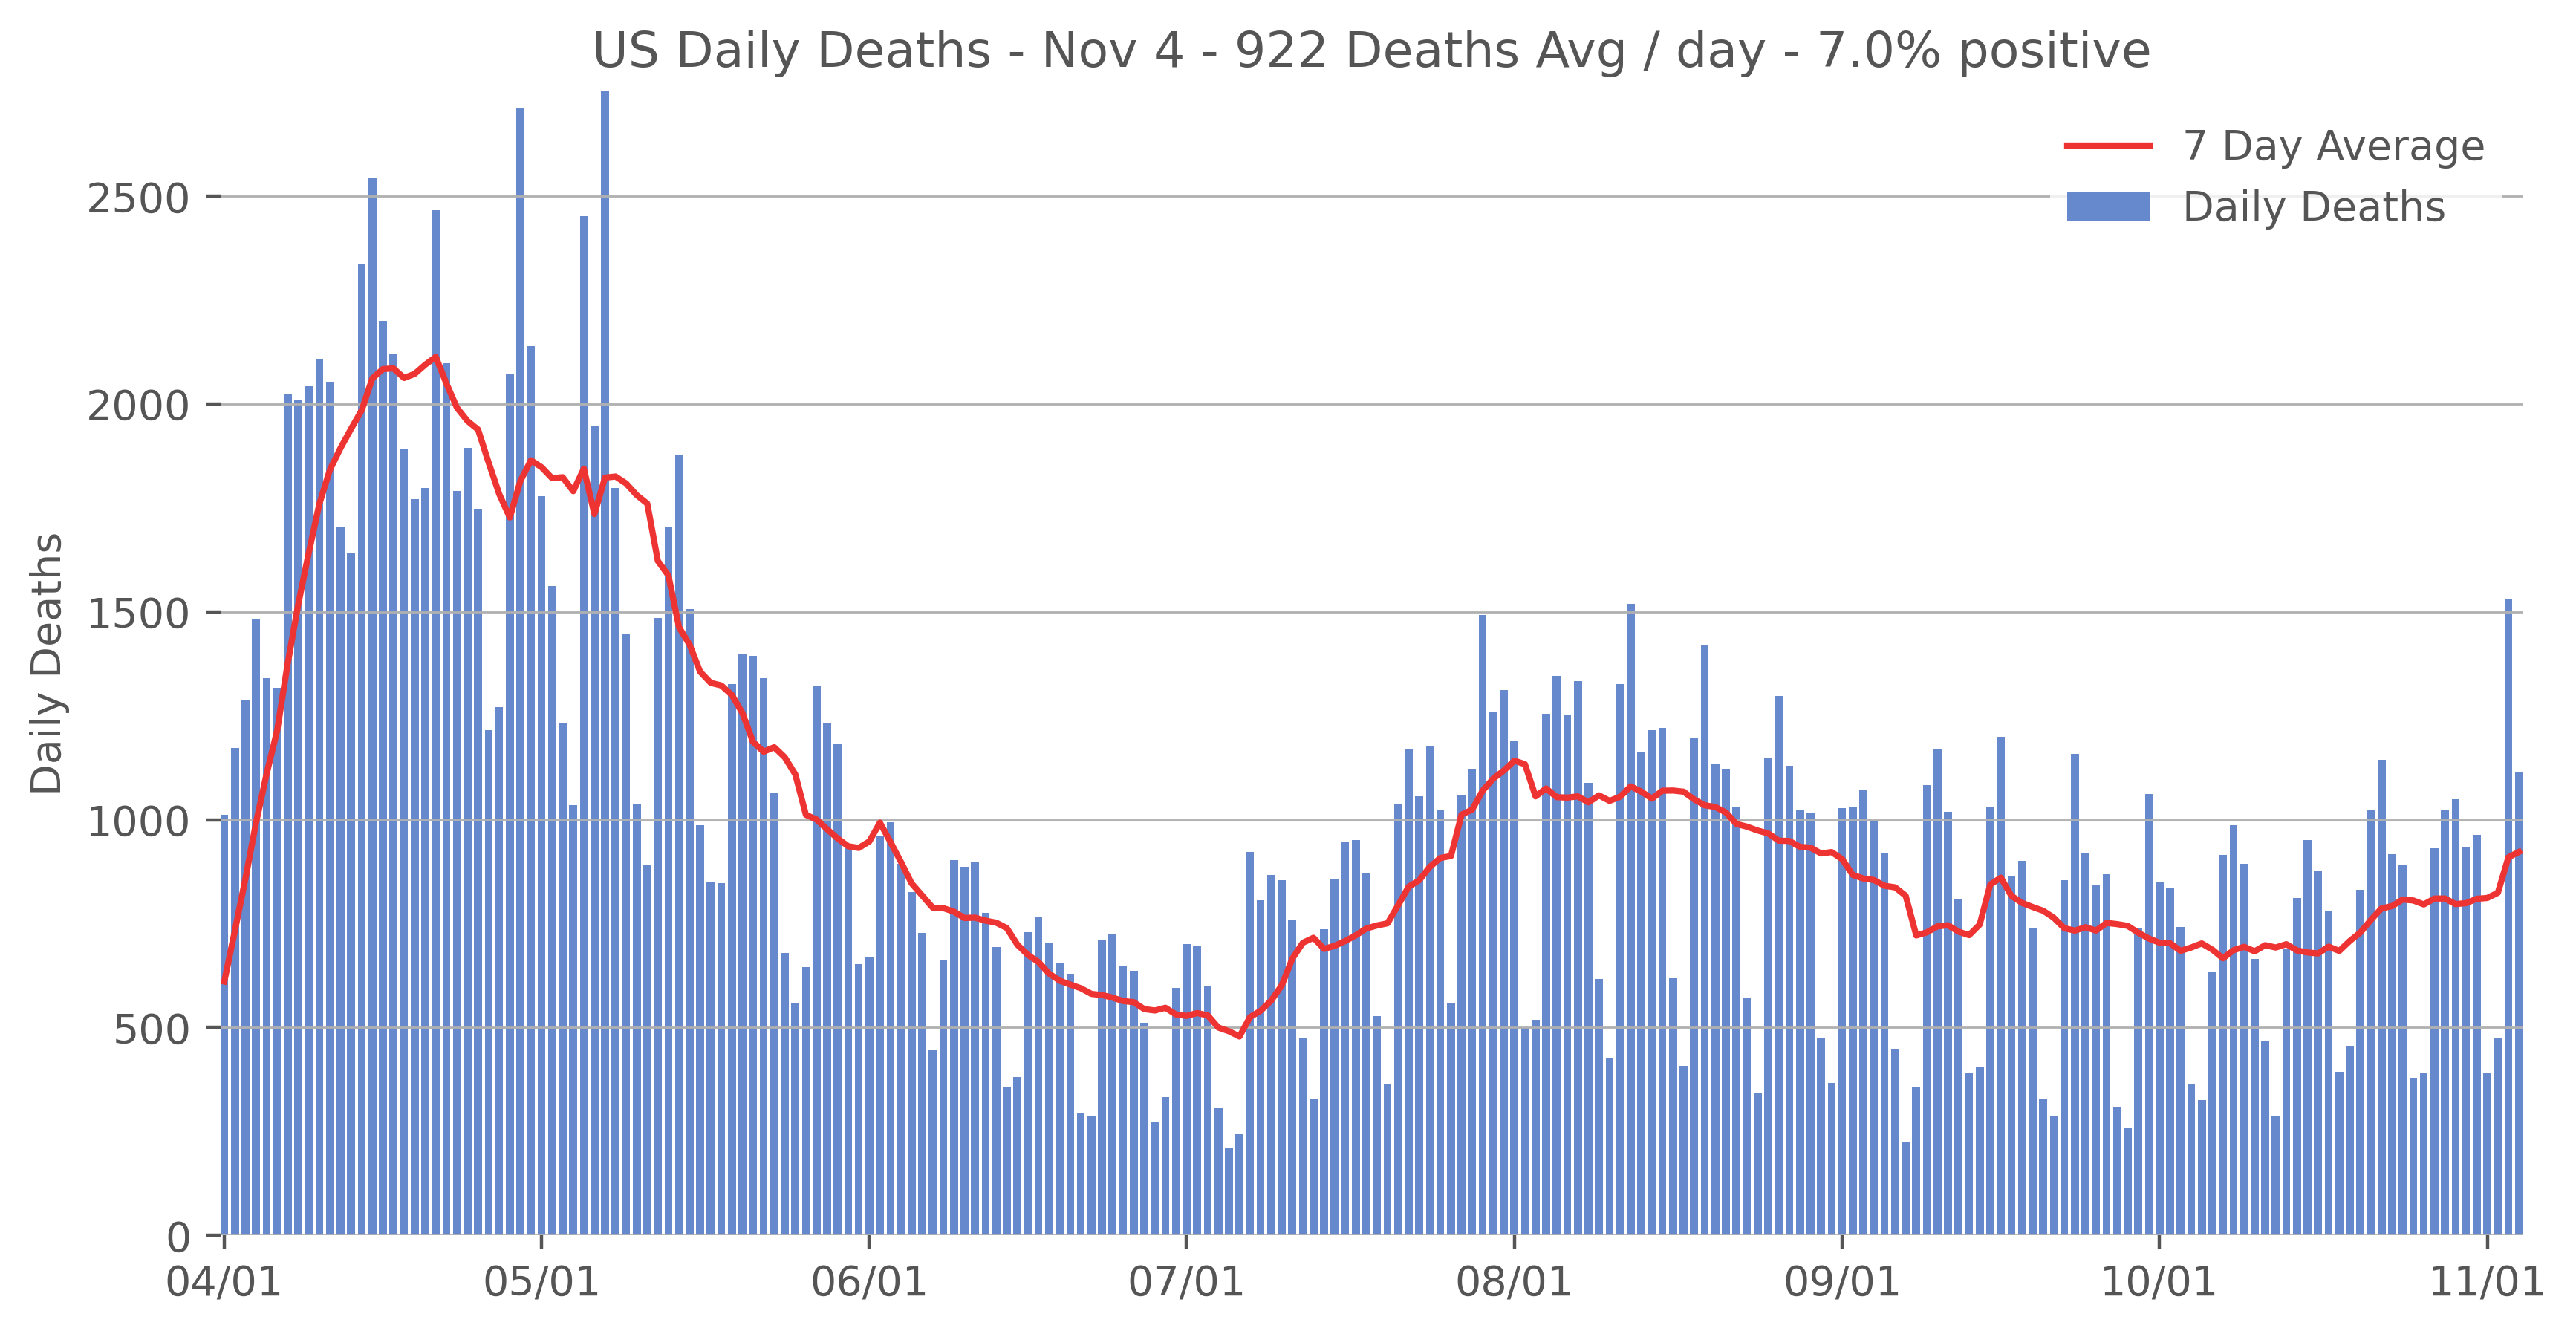 US Daily Deaths - Nov 4 - 922 Deaths Avg / day - 7.0% positive
7 Day Average
Daily Deaths
Daily Deaths
2500
2000
1500
1000
500
0
04/01 05/01 06/01 07/01 08/01 09/01 10/01 11/01